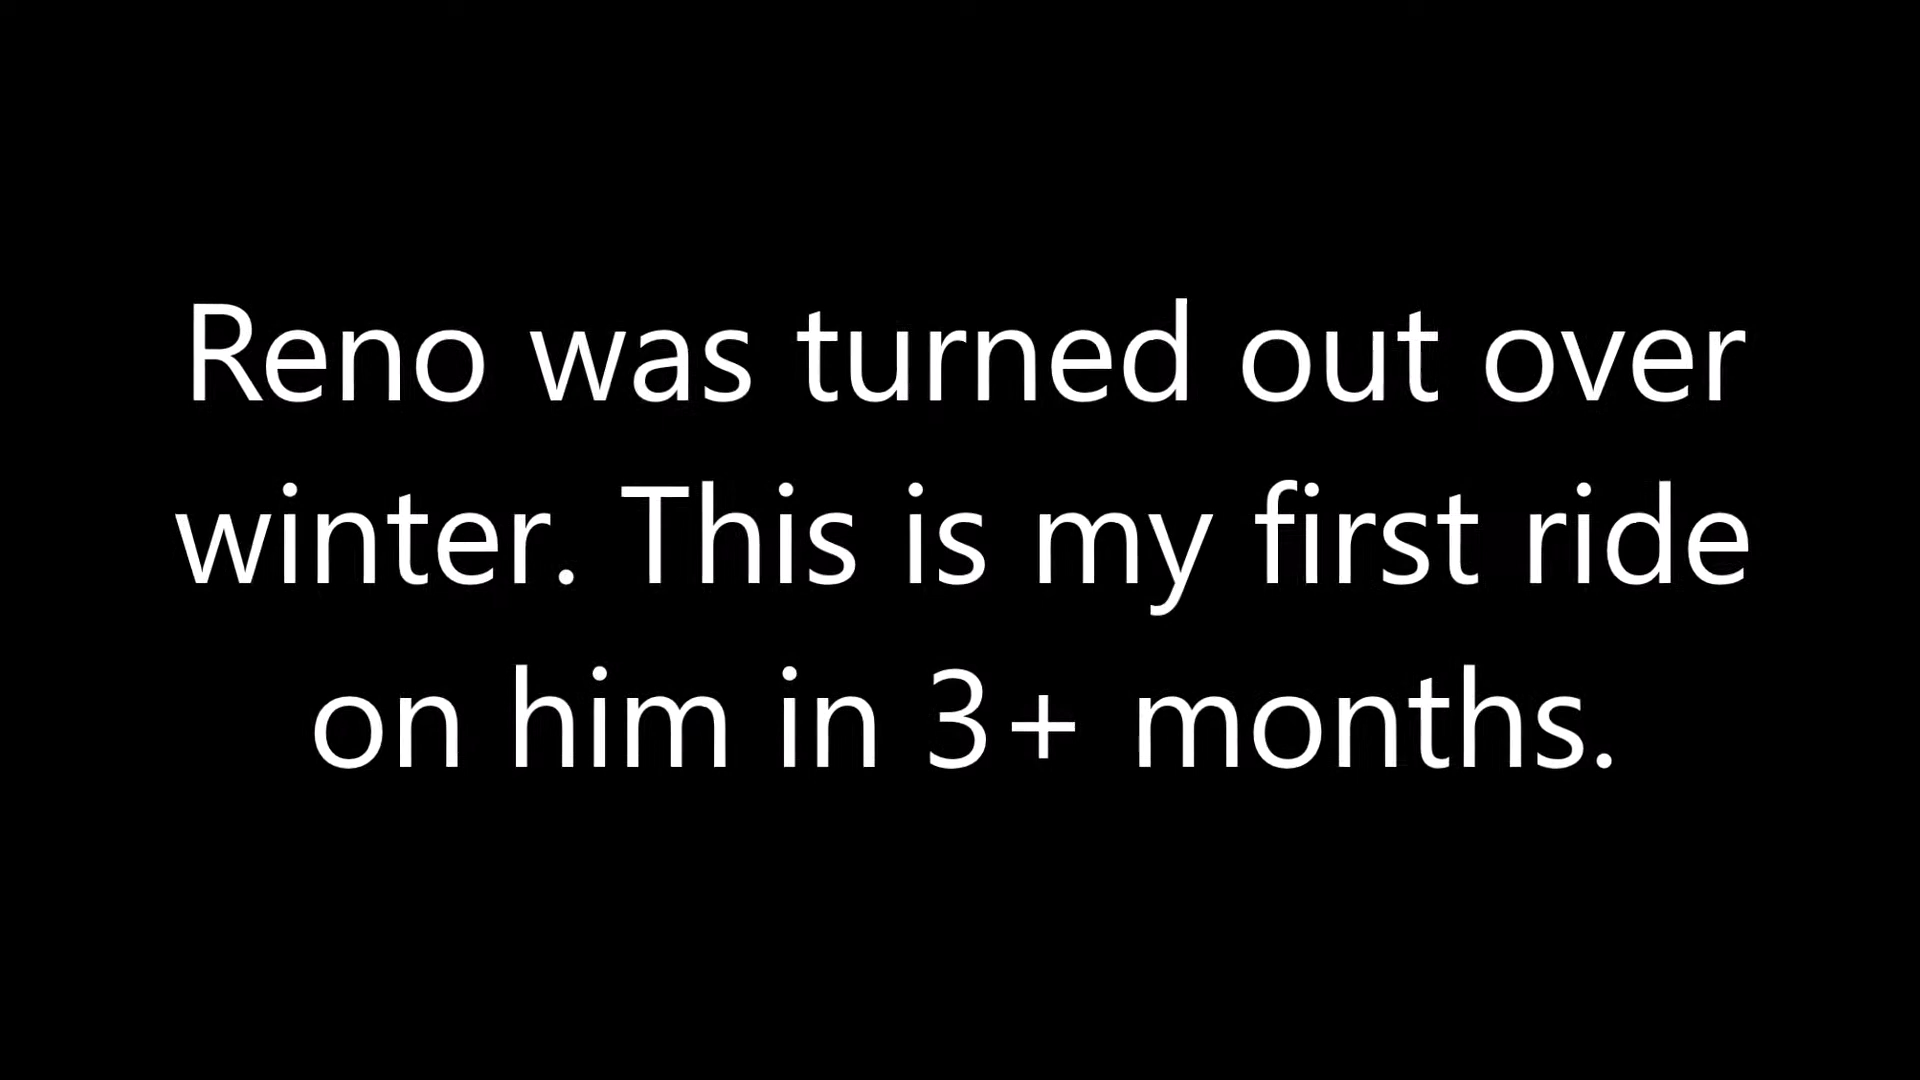 Reno was turned out over
winter. This is my first ride
on him in 3+ months.